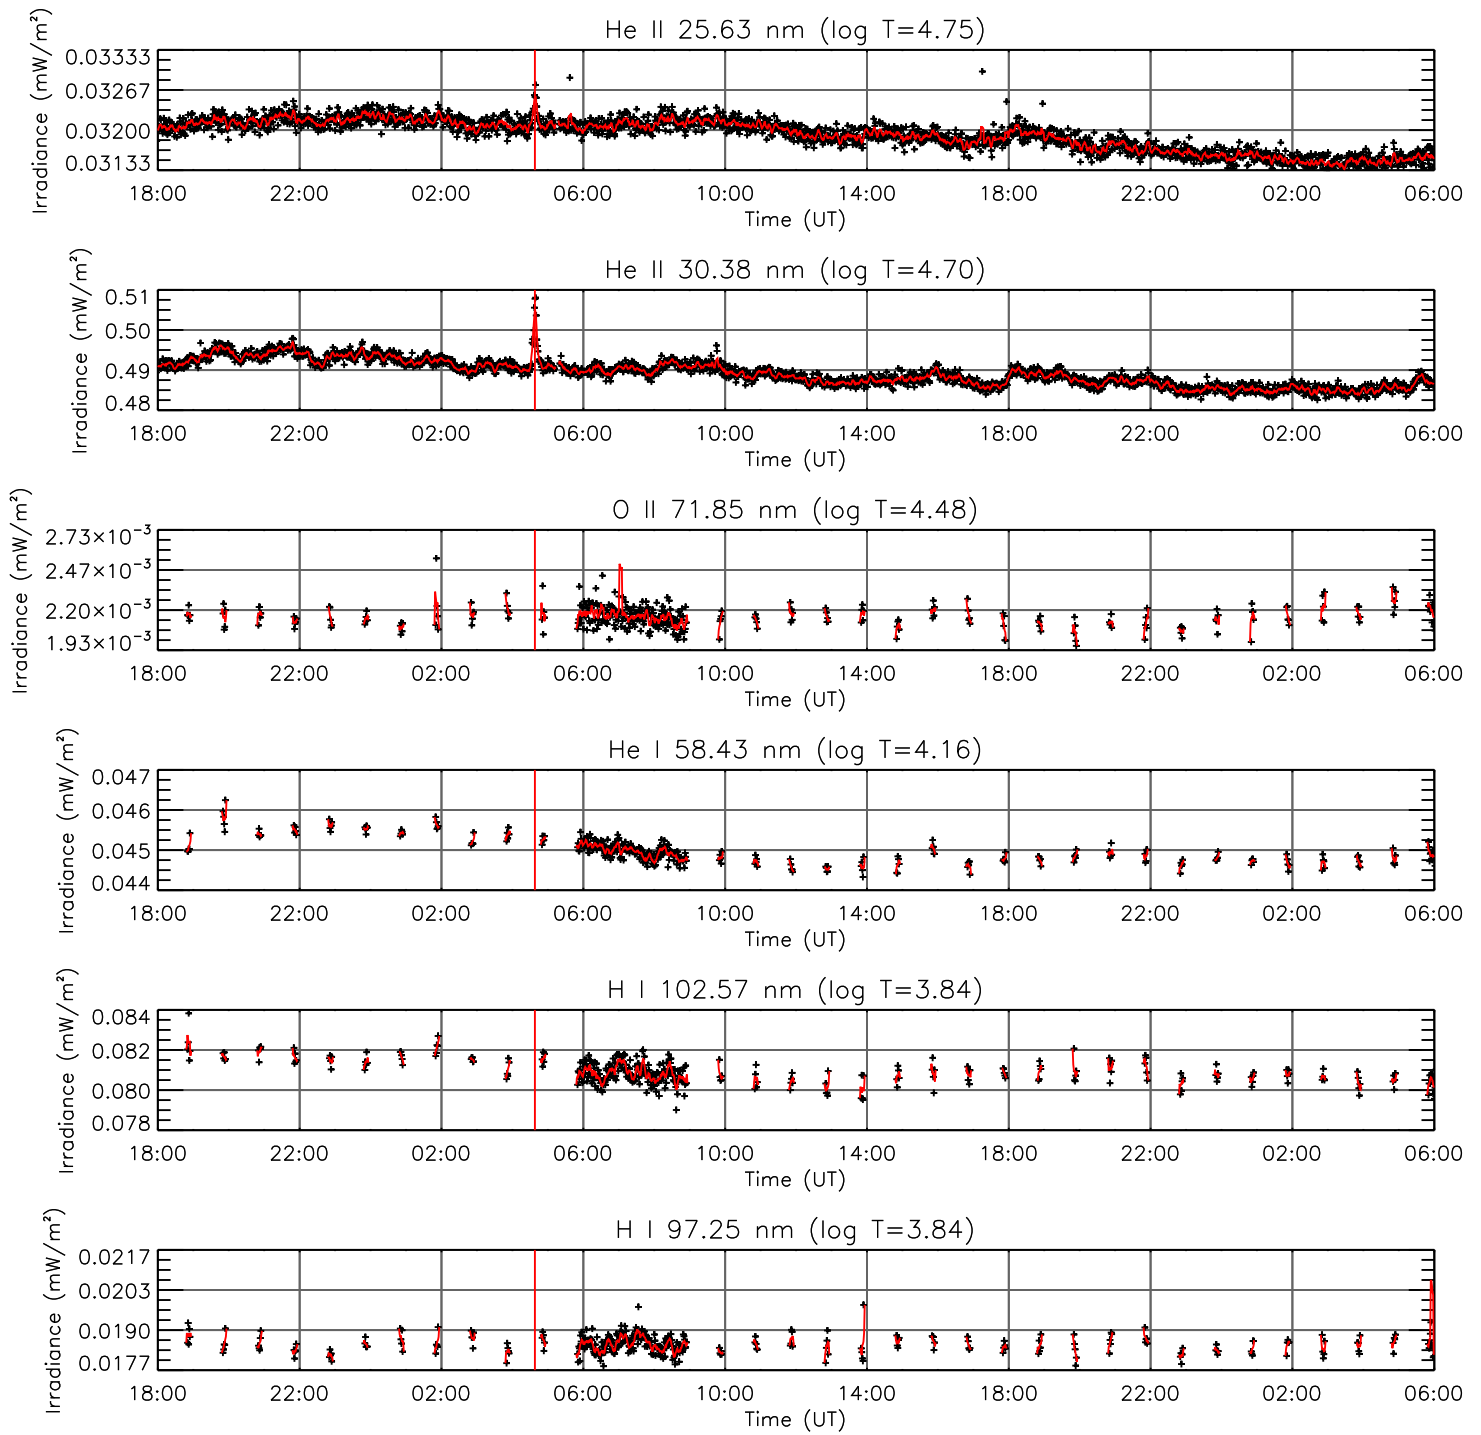 He II 25.63 nm (log T=4.75)
Irradiance (mW/m²)
0.03333
0.03267
0.03200
0.03133
18:00 22:00 02:00 06:00 10:00 14:00 18:00 22:00 02:00 06:00
Time (UT)
He II 30.38 nm (log T=4.70)
Irradiance (mW/m²)
0.51
0.50
0.49
0.48
18:00 22:00 02:00 06:00 10:00 14:00 18:00 22:00 02:00 06:00
Time (UT)
O II 71.85 nm (log T=4.48)
Irradiance (mW/m²)
2.73×10⁻³
2.47×10⁻³
2.20×10⁻³
1.93×10⁻³
18:00 22:00 02:00 06:00 10:00 14:00 18:00 22:00 02:00 06:00
Time (UT)
He I 58.43 nm (log T=4.16)
Irradiance (mW/m²)
0.047
0.046
0.045
0.044
18:00 22:00 02:00 06:00 10:00 14:00 18:00 22:00 02:00 06:00
Time (UT)
H I 102.57 nm (log T=3.84)
Irradiance (mW/m²)
0.084
0.082
0.080
0.078
18:00 22:00 02:00 06:00 10:00 14:00 18:00 22:00 02:00 06:00
Time (UT)
H I 97.25 nm (log T=3.84)
Irradiance (mW/m²)
0.0217
0.0203
0.0190
0.0177
18:00 22:00 02:00 06:00 10:00 14:00 18:00 22:00 02:00 06:00
Time (UT)